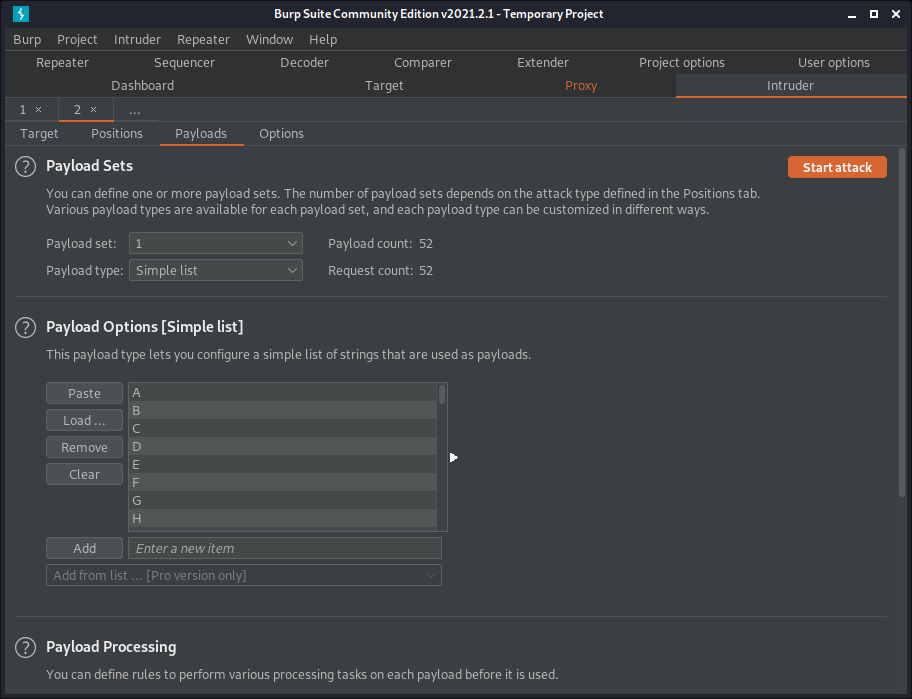 Burp Suite Community Edition v2021.2.1 - Temporary Project
Burp Project Intruder Repeater Window Help
Repeater Sequencer Decoder Comparer Extender Project options User options
Dashboard Target Proxy Intruder
1 × 2 × ...
Target Positions Payloads Options
? Payload Sets Start attack
You can define one or more payload sets. The number of payload sets depends on the attack type defined in the Positions tab.
Various payload types are available for each payload set, and each payload type can be customized in different ways.
Payload set: 1 Payload count: 52
Payload type: Simple list Request count: 52
? Payload Options [Simple list]
This payload type lets you configure a simple list of strings that are used as payloads.
Paste
Load ...
Remove
Clear
A
B
C
D
E
F
G
H
Add Enter a new item
Add from list ... [Pro version only]
? Payload Processing
You can define rules to perform various processing tasks on each payload before it is used.